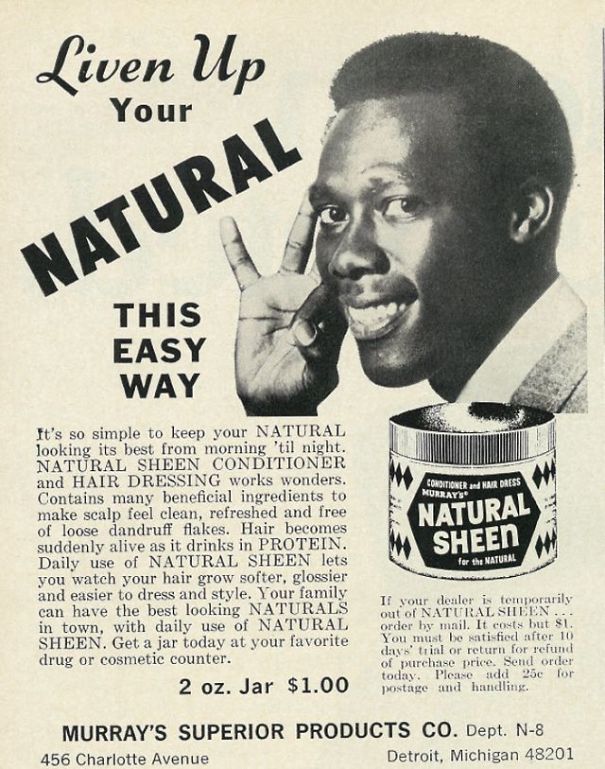 Liven Up
Your
NATURAL
THIS
EASY
WAY
It's so simple to keep your NATURAL
looking its best from morning 'til night.
NATURAL SHEEN CONDITIONER
and HAIR DRESSING works wonders.
Contains many beneficial ingredients to
make scalp feel clean, refreshed and free
of loose dandruff flakes. Hair becomes
suddenly alive as it drinks in PROTEIN.
Daily use of NATURAL SHEEN lets
you watch your hair grow softer, glossier
and easier to dress and style. Your family
can have the best looking NATURALS
in town, with daily use of NATURAL
SHEEN. Get a jar today at your favorite
drug or cosmetic counter.
2 oz. Jar $1.00
CONDITIONER and HAIR DRESS
MURRAY'S®
NATURAL
SHEEN
for the NATURAL
If your dealer is temporarily
out of NATURAL SHEEN ...
order by mail. It costs but $1.
You must be satisfied after 10
days' trial or return for refund
of purchase price. Send order
today. Please add 25c for
postage and handling.
MURRAY'S SUPERIOR PRODUCTS CO. Dept. N-8
456 Charlotte Avenue
Detroit, Michigan 48201